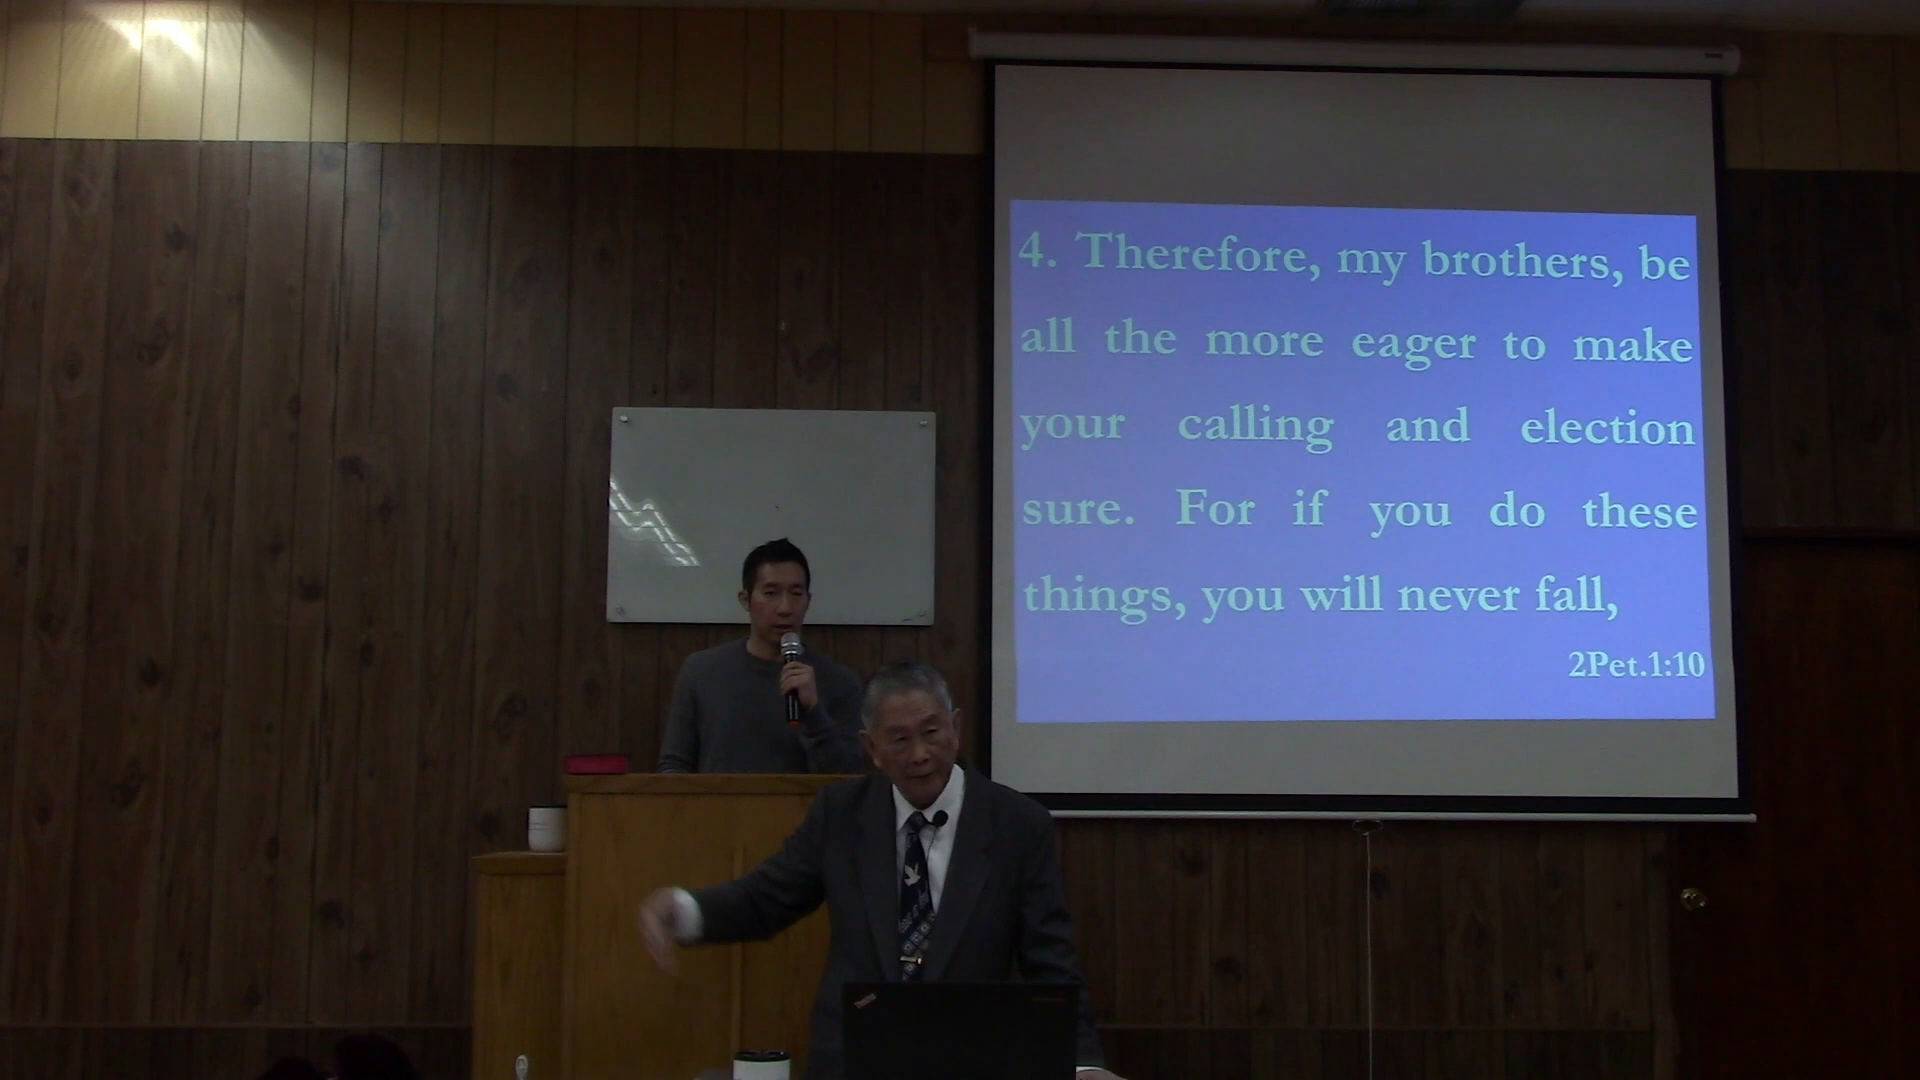 4. Therefore, my brothers, be
all the more eager to make
your calling and election
sure. For if you do these
things, you will never fall,
2Pet.1:10